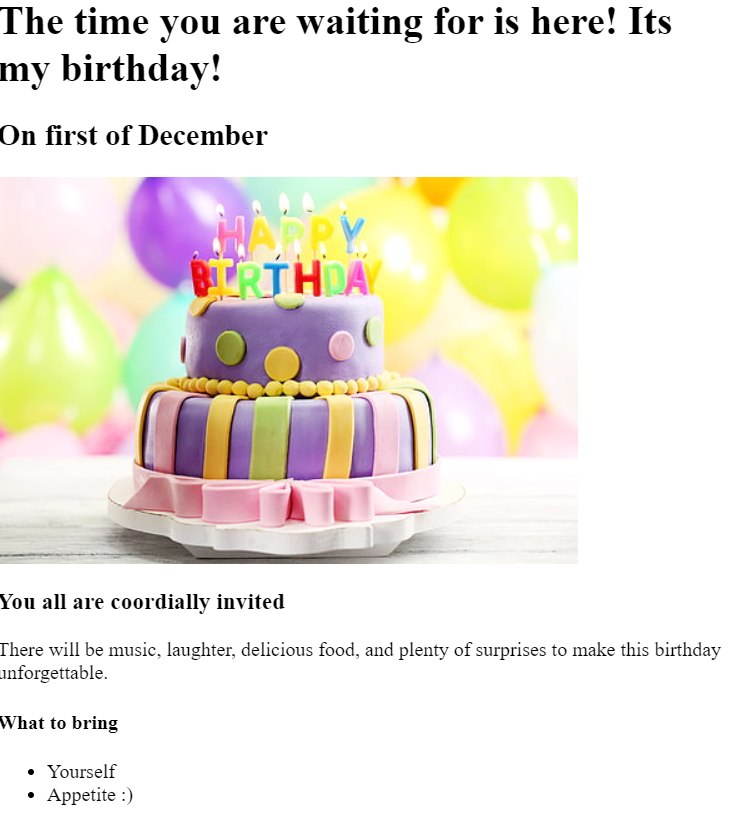 The time you are waiting for is here! Its
my birthday!
On first of December
HAPPY
BIRTHDAY
You all are coordially invited
There will be music, laughter, delicious food, and plenty of surprises to make this birthday
unforgettable.
What to bring
Yourself
Appetite :)